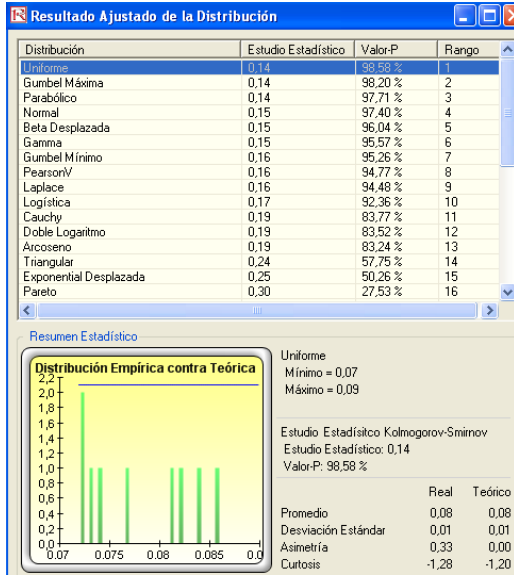 Resultado Ajustado de la Distribución
Distribución Estudio Estadístico Valor-P Rango
Uniforme 0,14 98,58 % 1
Gumbel Máxima 0,14 98,20 % 2
Parabólico 0,14 97,71 % 3
Normal 0,15 97,40 % 4
Beta Desplazada 0,15 96,04 % 5
Gamma 0,15 95,57 % 6
Gumbel Mínimo 0,16 95,26 % 7
PearsonV 0,16 94,77 % 8
Laplace 0,16 94,48 % 9
Logística 0,17 92,36 % 10
Cauchy 0,19 83,77 % 11
Doble Logaritmo 0,19 83,52 % 12
Arcoseno 0,19 83,24 % 13
Triangular 0,24 57,75 % 14
Exponential Desplazada 0,25 50,26 % 15
Pareto 0,30 27,53 % 16
Resumen Estadístico
Distribución Empírica contra Teórica
2,2
2,0
1,8
1,6
1,4
1,2
1,0
0,8
0,6
0,4
0,2
0,0
0.07 0.075 0.08 0.085 0.0
Uniforme
Mínimo = 0,07
Máximo = 0,09
Estudio Estadísitco Kolmogorov-Smirnov
Estudio Estadístico: 0,14
Valor-P: 98,58 %
Real Teórico
Promedio 0,08 0,08
Desviación Estándar 0,01 0,01
Asimetría 0,33 0,00
Curtosis -1,28 -1,20